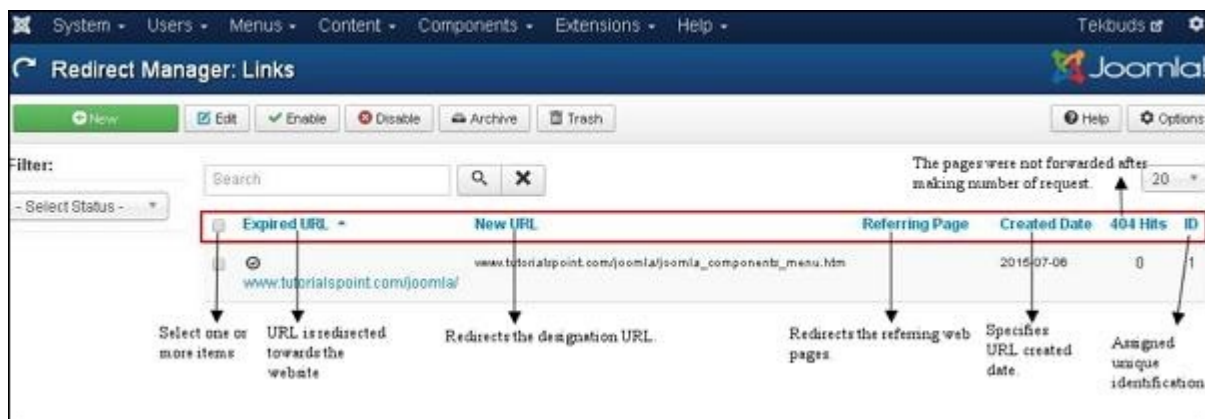 System Users Menus Content Components Extensions Help Tekbuds
Redirect Manager: Links Joomla!
New Edit Enable Disable Archive Trash Help Options
Filter:
- Select Status -
Search
The pages were not forwarded after
making number of request.
20
Expired URL New URL Referring Page Created Date 404 Hits ID
www.tutorialspoint.com/joomla/joomla_components_menu.htm 2015-07-06 0 1
www.tutorialspoint.com/joomla/
Select one or
more items
URL is redirected
towards the
website
Redirects the designation URL.
Redirects the referring web
pages
Specifies
URL created
date.
Assigned
unique
identification